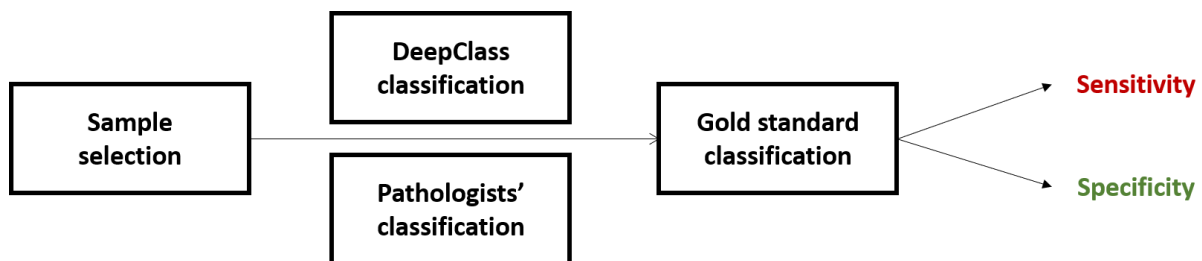 DeepClass
classification
Sample
selection
Gold standard
classification
Pathologists’
classification
Sensitivity
Specificity